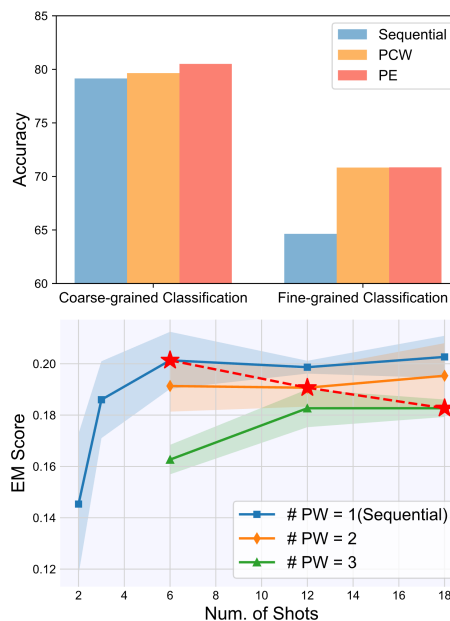 85
80
75
70
65
60
Accuracy
Sequential
PCW
PE
Coarse-grained Classification
Fine-grained Classification
0.20
0.18
0.16
0.14
0.12
EM Score
# PW = 1(Sequential)
# PW = 2
# PW = 3
2 4 6 8 10 12 14 16 18
Num. of Shots